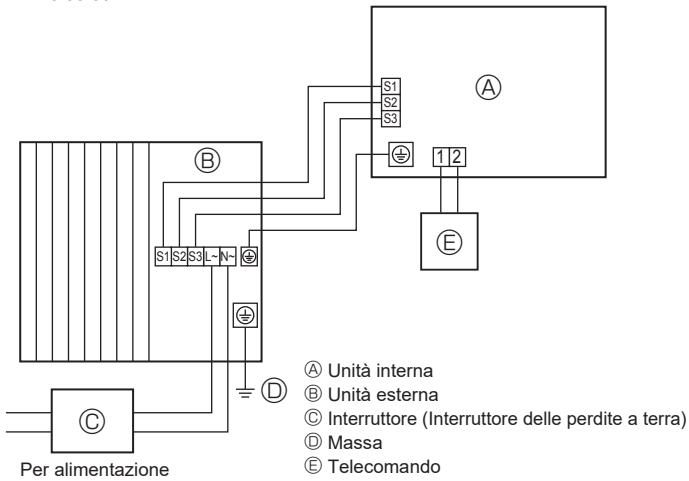 S1
S2
S3
Ⓐ
Ⓑ
1 2
Ⓔ
S1 S2 S3 L~ N~
Ⓓ
Ⓒ
Per alimentazione
Ⓐ Unità interna
Ⓑ Unità esterna
Ⓒ Interruttore (Interruttore delle perdite a terra)
Ⓓ Massa
Ⓔ Telecomando